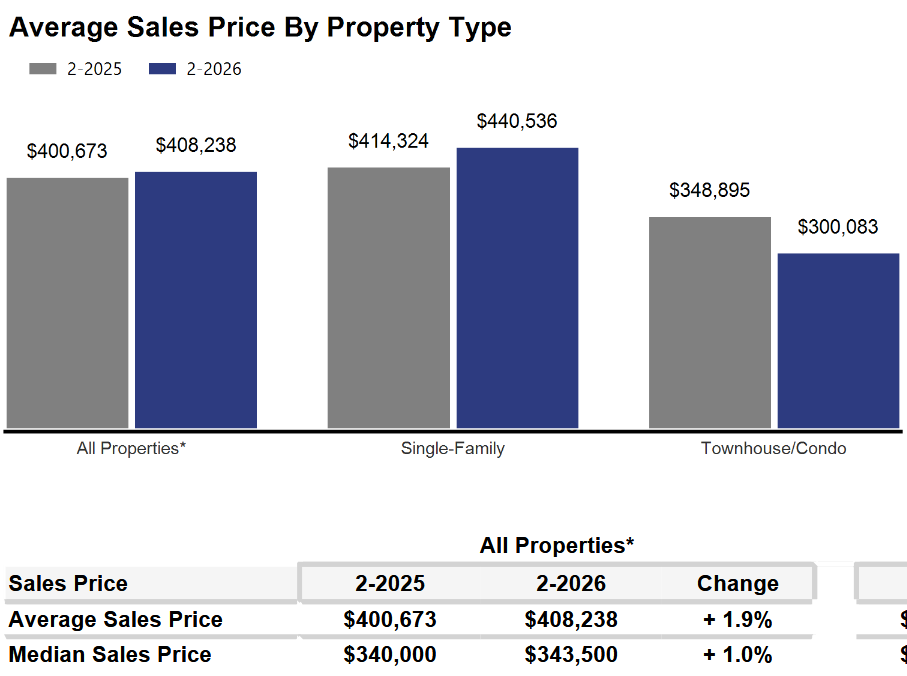 Average Sales Price By Property Type
2-2025 2-2026
$400,673 $408,238 $414,324 $440,536 $348,895 $300,083
All Properties* Single-Family Townhouse/Condo
All Properties*
Sales Price 2-2025 2-2026 Change
Average Sales Price $400,673 $408,238 + 1.9%
Median Sales Price $340,000 $343,500 + 1.0%